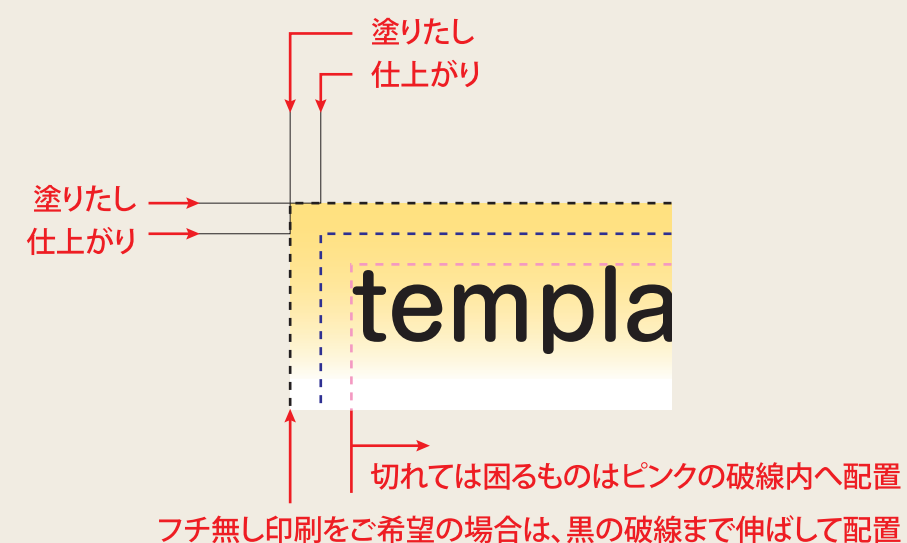 塗りたし
仕上がり
塗りたし
仕上がり
templa
切れては困るものはピンクの破線内へ配置
フチ無し印刷をご希望の場合は、黒の破線まで伸ばして配置